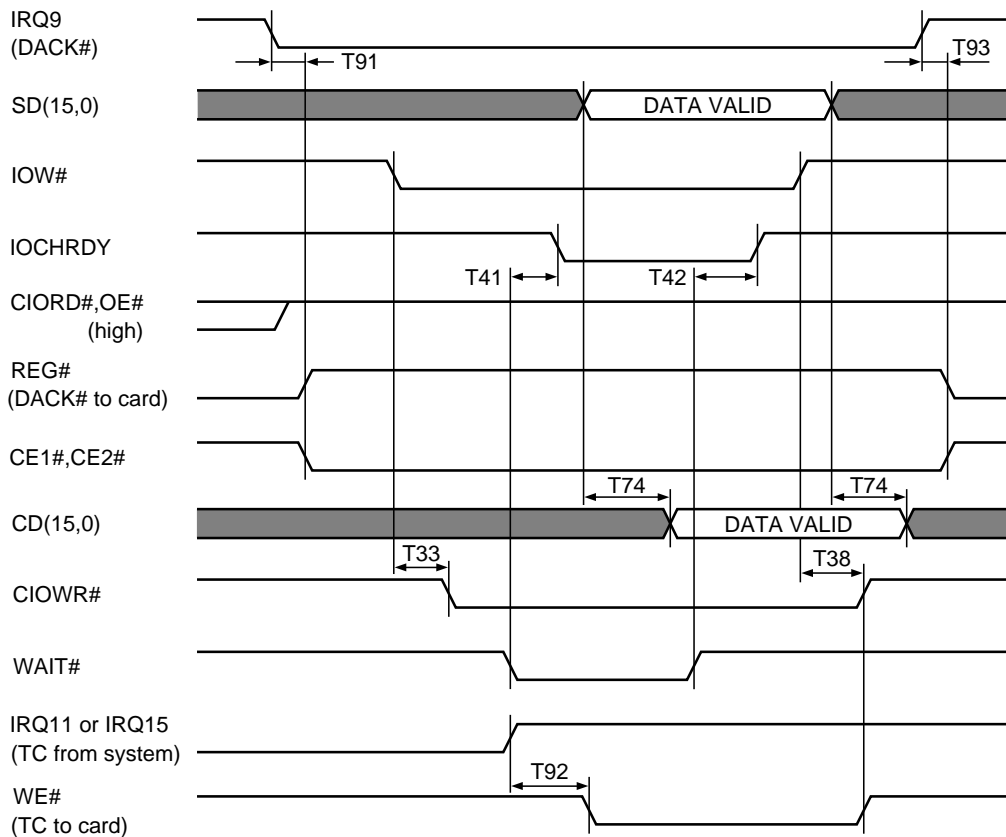 IRQ9
(DACK#)
T91
T93
SD(15,0)
DATA VALID
IOW#
IOCHRDY
T41
T42
CIORD#,OE#
(high)
REG#
(DACK# to card)
CE1#,CE2#
T74
T74
CD(15,0)
DATA VALID
T33
T38
CIOWR#
WAIT#
IRQ11 or IRQ15
(TC from system)
T92
WE#
(TC to card)